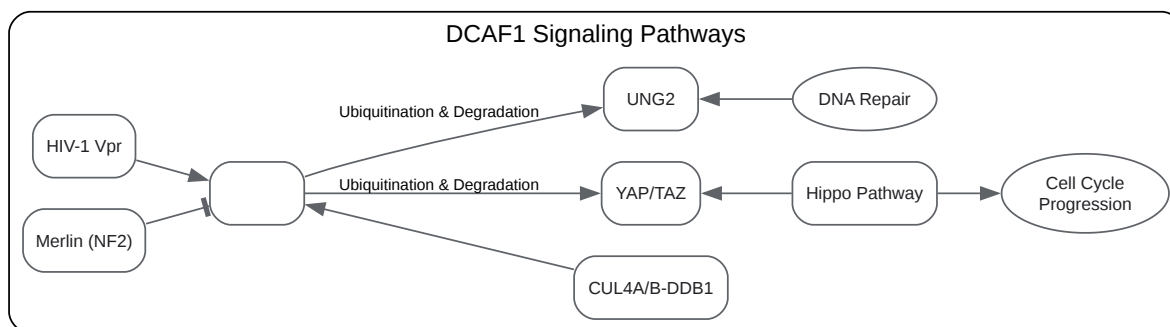 DCAF1 Signaling Pathways
UNG2
DNA Repair
Ubiquitination & Degradation
HIV-1 Vpr
Ubiquitination & Degradation
YAP/TAZ
Hippo Pathway
Cell Cycle
Progression
Merlin (NF2)
CUL4A/B-DDB1